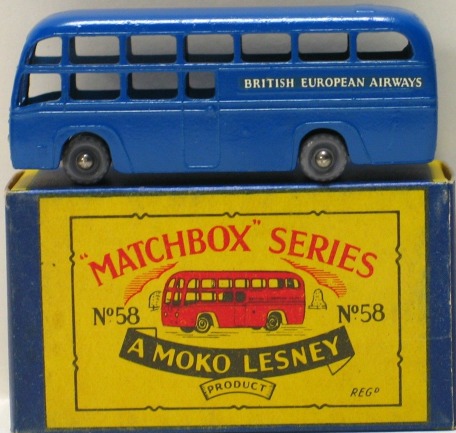 BRITISH EUROPEAN AIRWAYS
"MATCHBOX" SERIES
Nº58 Nº58
A MOKO LESNEY
PRODUCT
REGD